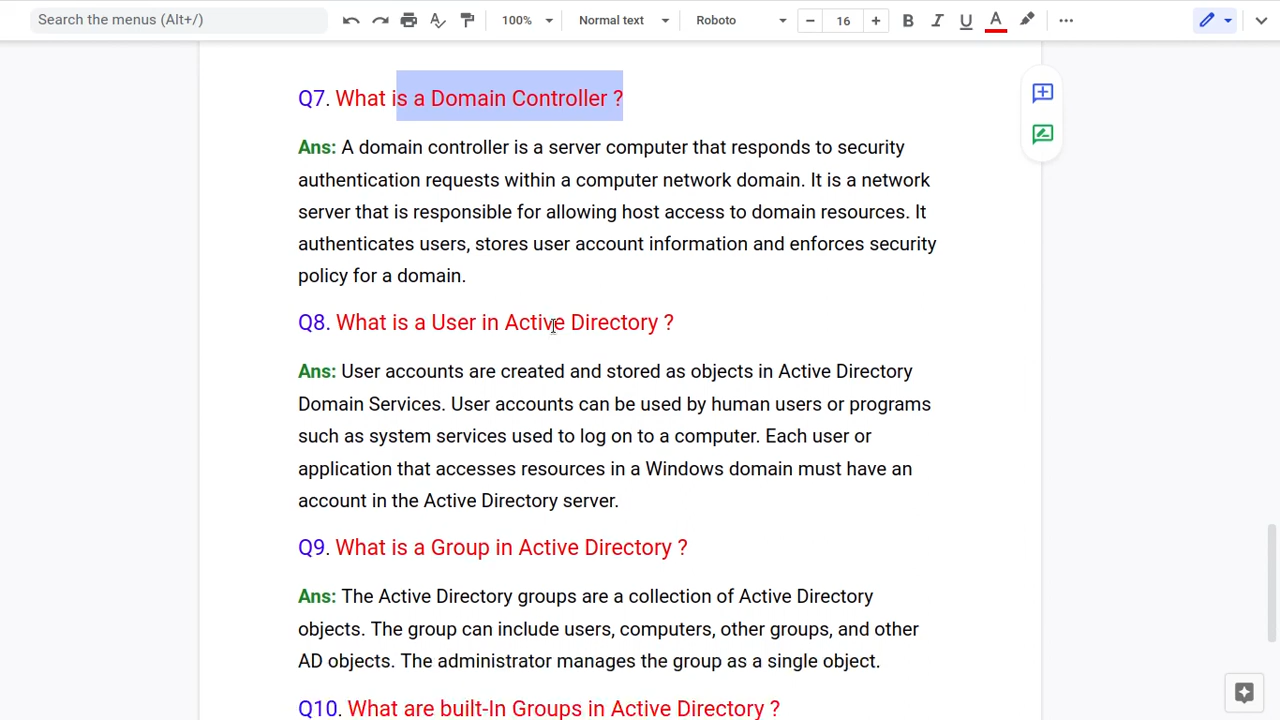 Search the menus (Alt+/)
100%
Normal text
Roboto
16
B I U A
Q7. What is a Domain Controller ?
Ans: A domain controller is a server computer that responds to security
authentication requests within a computer network domain. It is a network
server that is responsible for allowing host access to domain resources. It
authenticates users, stores user account information and enforces security
policy for a domain.
Q8. What is a User in Active Directory ?
Ans: User accounts are created and stored as objects in Active Directory
Domain Services. User accounts can be used by human users or programs
such as system services used to log on to a computer. Each user or
application that accesses resources in a Windows domain must have an
account in the Active Directory server.
Q9. What is a Group in Active Directory ?
Ans: The Active Directory groups are a collection of Active Directory
objects. The group can include users, computers, other groups, and other
AD objects. The administrator manages the group as a single object.
Q10. What are built-In Groups in Active Directory ?